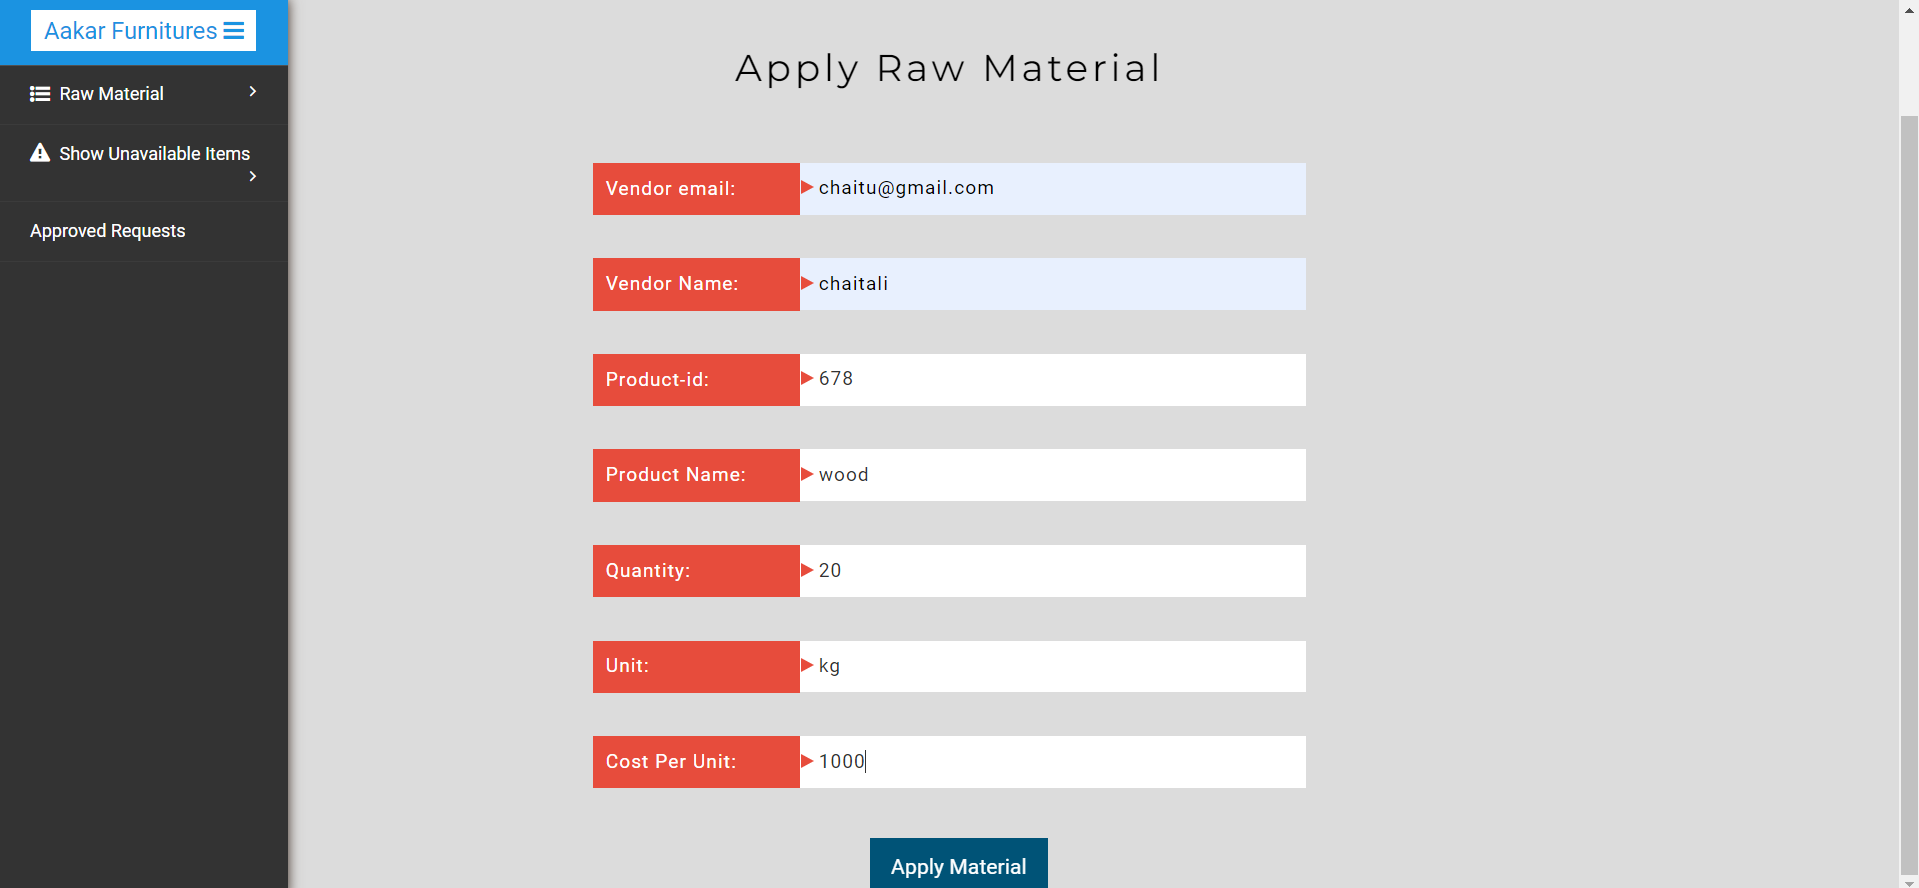 Aakar Furnitures
Raw Material
Show Unavailable Items
Approved Requests
Apply Raw Material
Vendor email: chaitu@gmail.com
Vendor Name: chaitali
Product-id: 678
Product Name: wood
Quantity: 20
Unit: kg
Cost Per Unit: 1000
Apply Material